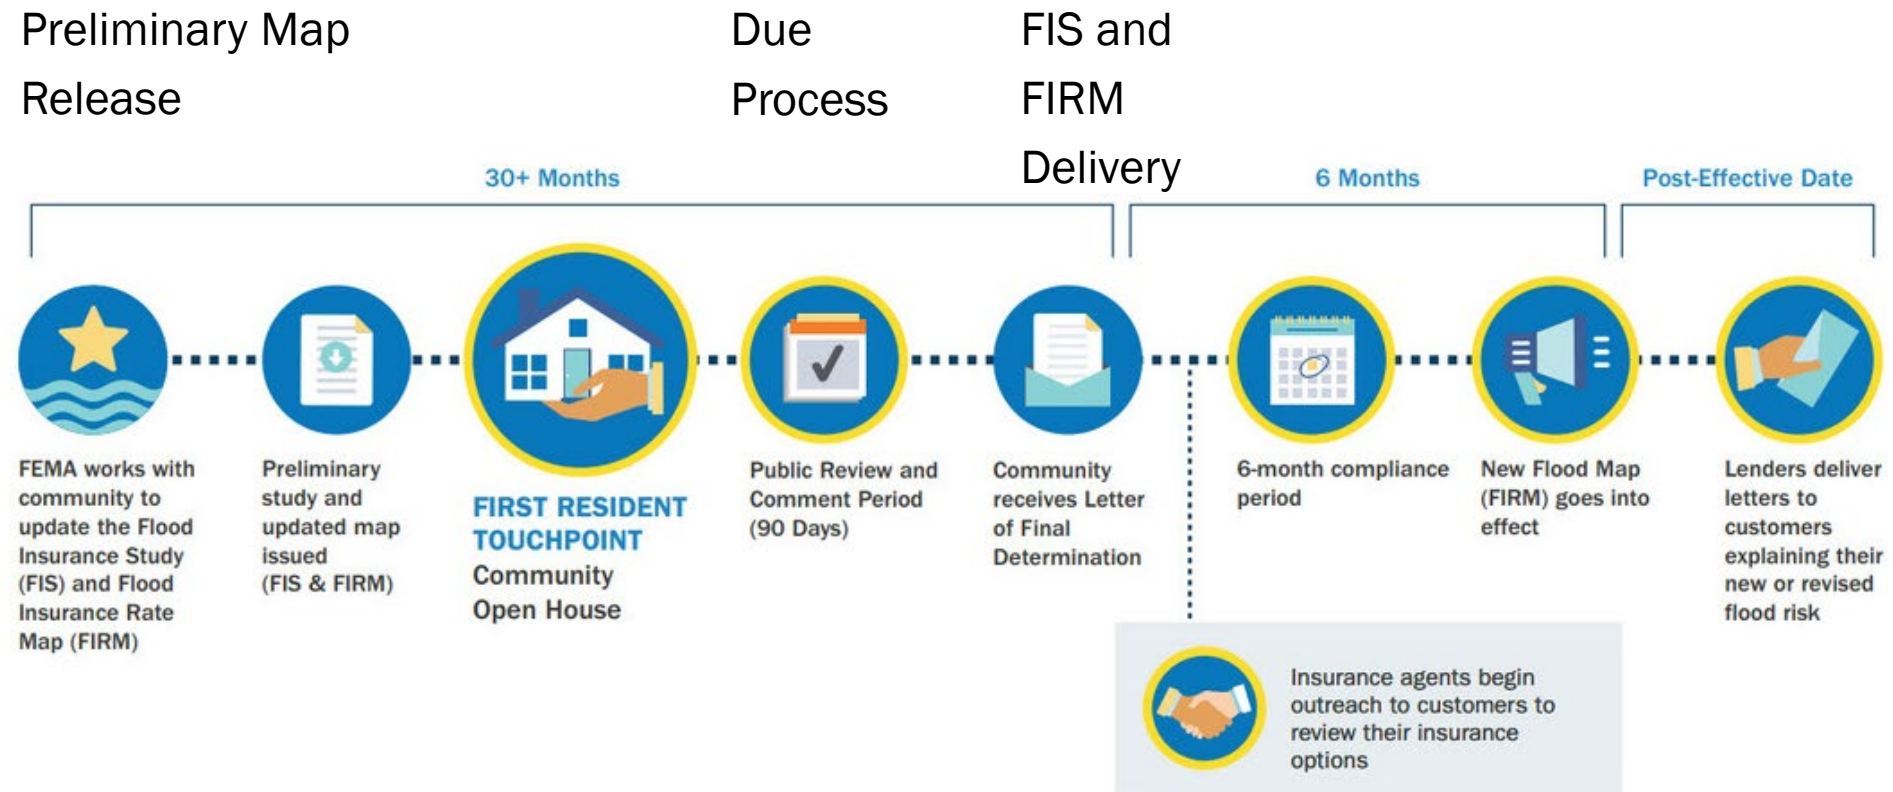 Preliminary Map
Release
Due
Process
FIS and
FIRM
Delivery
30+ Months
6 Months
Post-Effective Date
FEMA works with
community to
update the Flood
Insurance Study
(FIS) and Flood
Insurance Rate
Map (FIRM)
Preliminary
study and
updated map
issued
(FIS & FIRM)
FIRST RESIDENT
TOUCHPOINT
Community
Open House
Public Review and
Comment Period
(90 Days)
Community
receives Letter
of Final
Determination
6-month compliance
period
New Flood Map
(FIRM) goes into
effect
Lenders deliver
letters to
customers
explaining their
new or revised
flood risk
Insurance agents begin
outreach to customers to
review their insurance
options